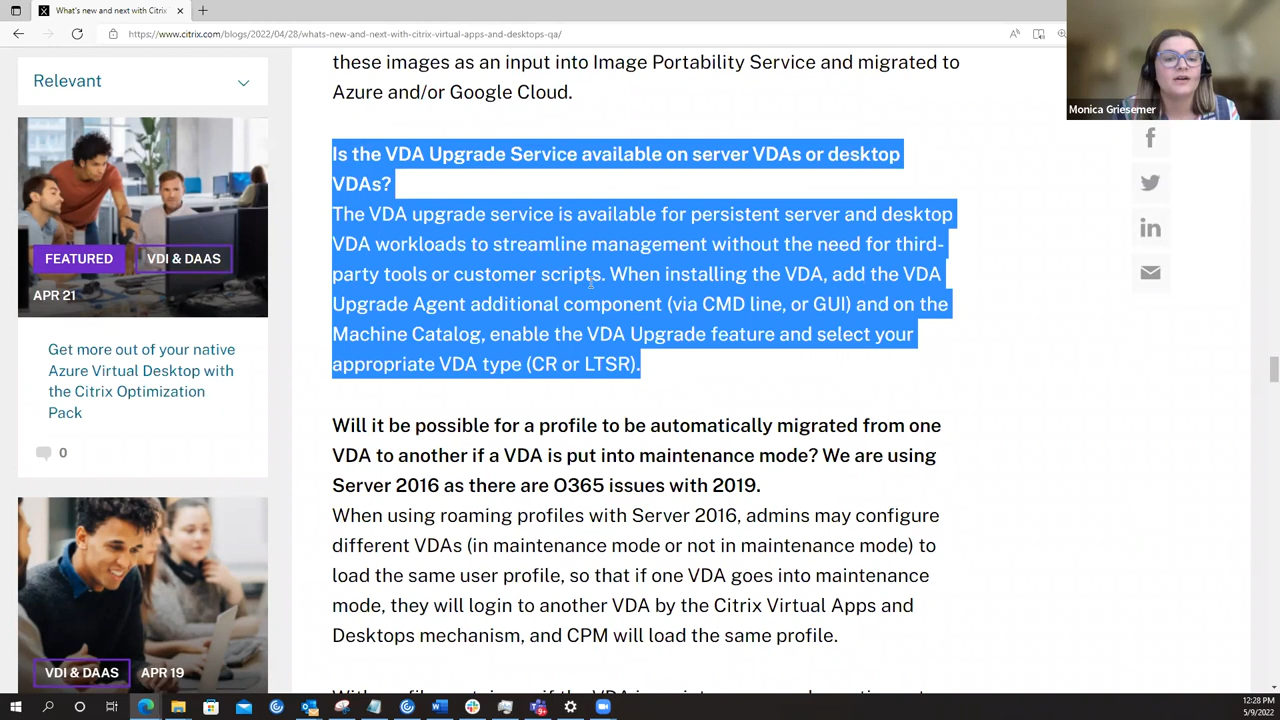 What's new and next with Citrix
https://www.citrix.com/blogs/2022/04/28/whats-new-and-next-with-citrix-virtual-apps-and-desktops-qa/
Monica Griesemer
Relevant
FEATURED
VDI & DAAS
APR 21
Get more out of your native
Azure Virtual Desktop with
the Citrix Optimization
Pack
0
VDI & DAAS
APR 19
these images as an input into Image Portability Service and migrated to
Azure and/or Google Cloud.
Is the VDA Upgrade Service available on server VDAs or desktop
VDAs?
The VDA upgrade service is available for persistent server and desktop
VDA workloads to streamline management without the need for third-
party tools or customer scripts. When installing the VDA, add the VDA
Upgrade Agent additional component (via CMD line, or GUI) and on the
Machine Catalog, enable the VDA Upgrade feature and select your
appropriate VDA type (CR or LTSR).
Will it be possible for a profile to be automatically migrated from one
VDA to another if a VDA is put into maintenance mode? We are using
Server 2016 as there are O365 issues with 2019.
When using roaming profiles with Server 2016, admins may configure
different VDAs (in maintenance mode or not in maintenance mode) to
load the same user profile, so that if one VDA goes into maintenance
mode, they will login to another VDA by the Citrix Virtual Apps and
Desktops mechanism, and CPM will load the same profile.
12:28 PM
5/9/2022